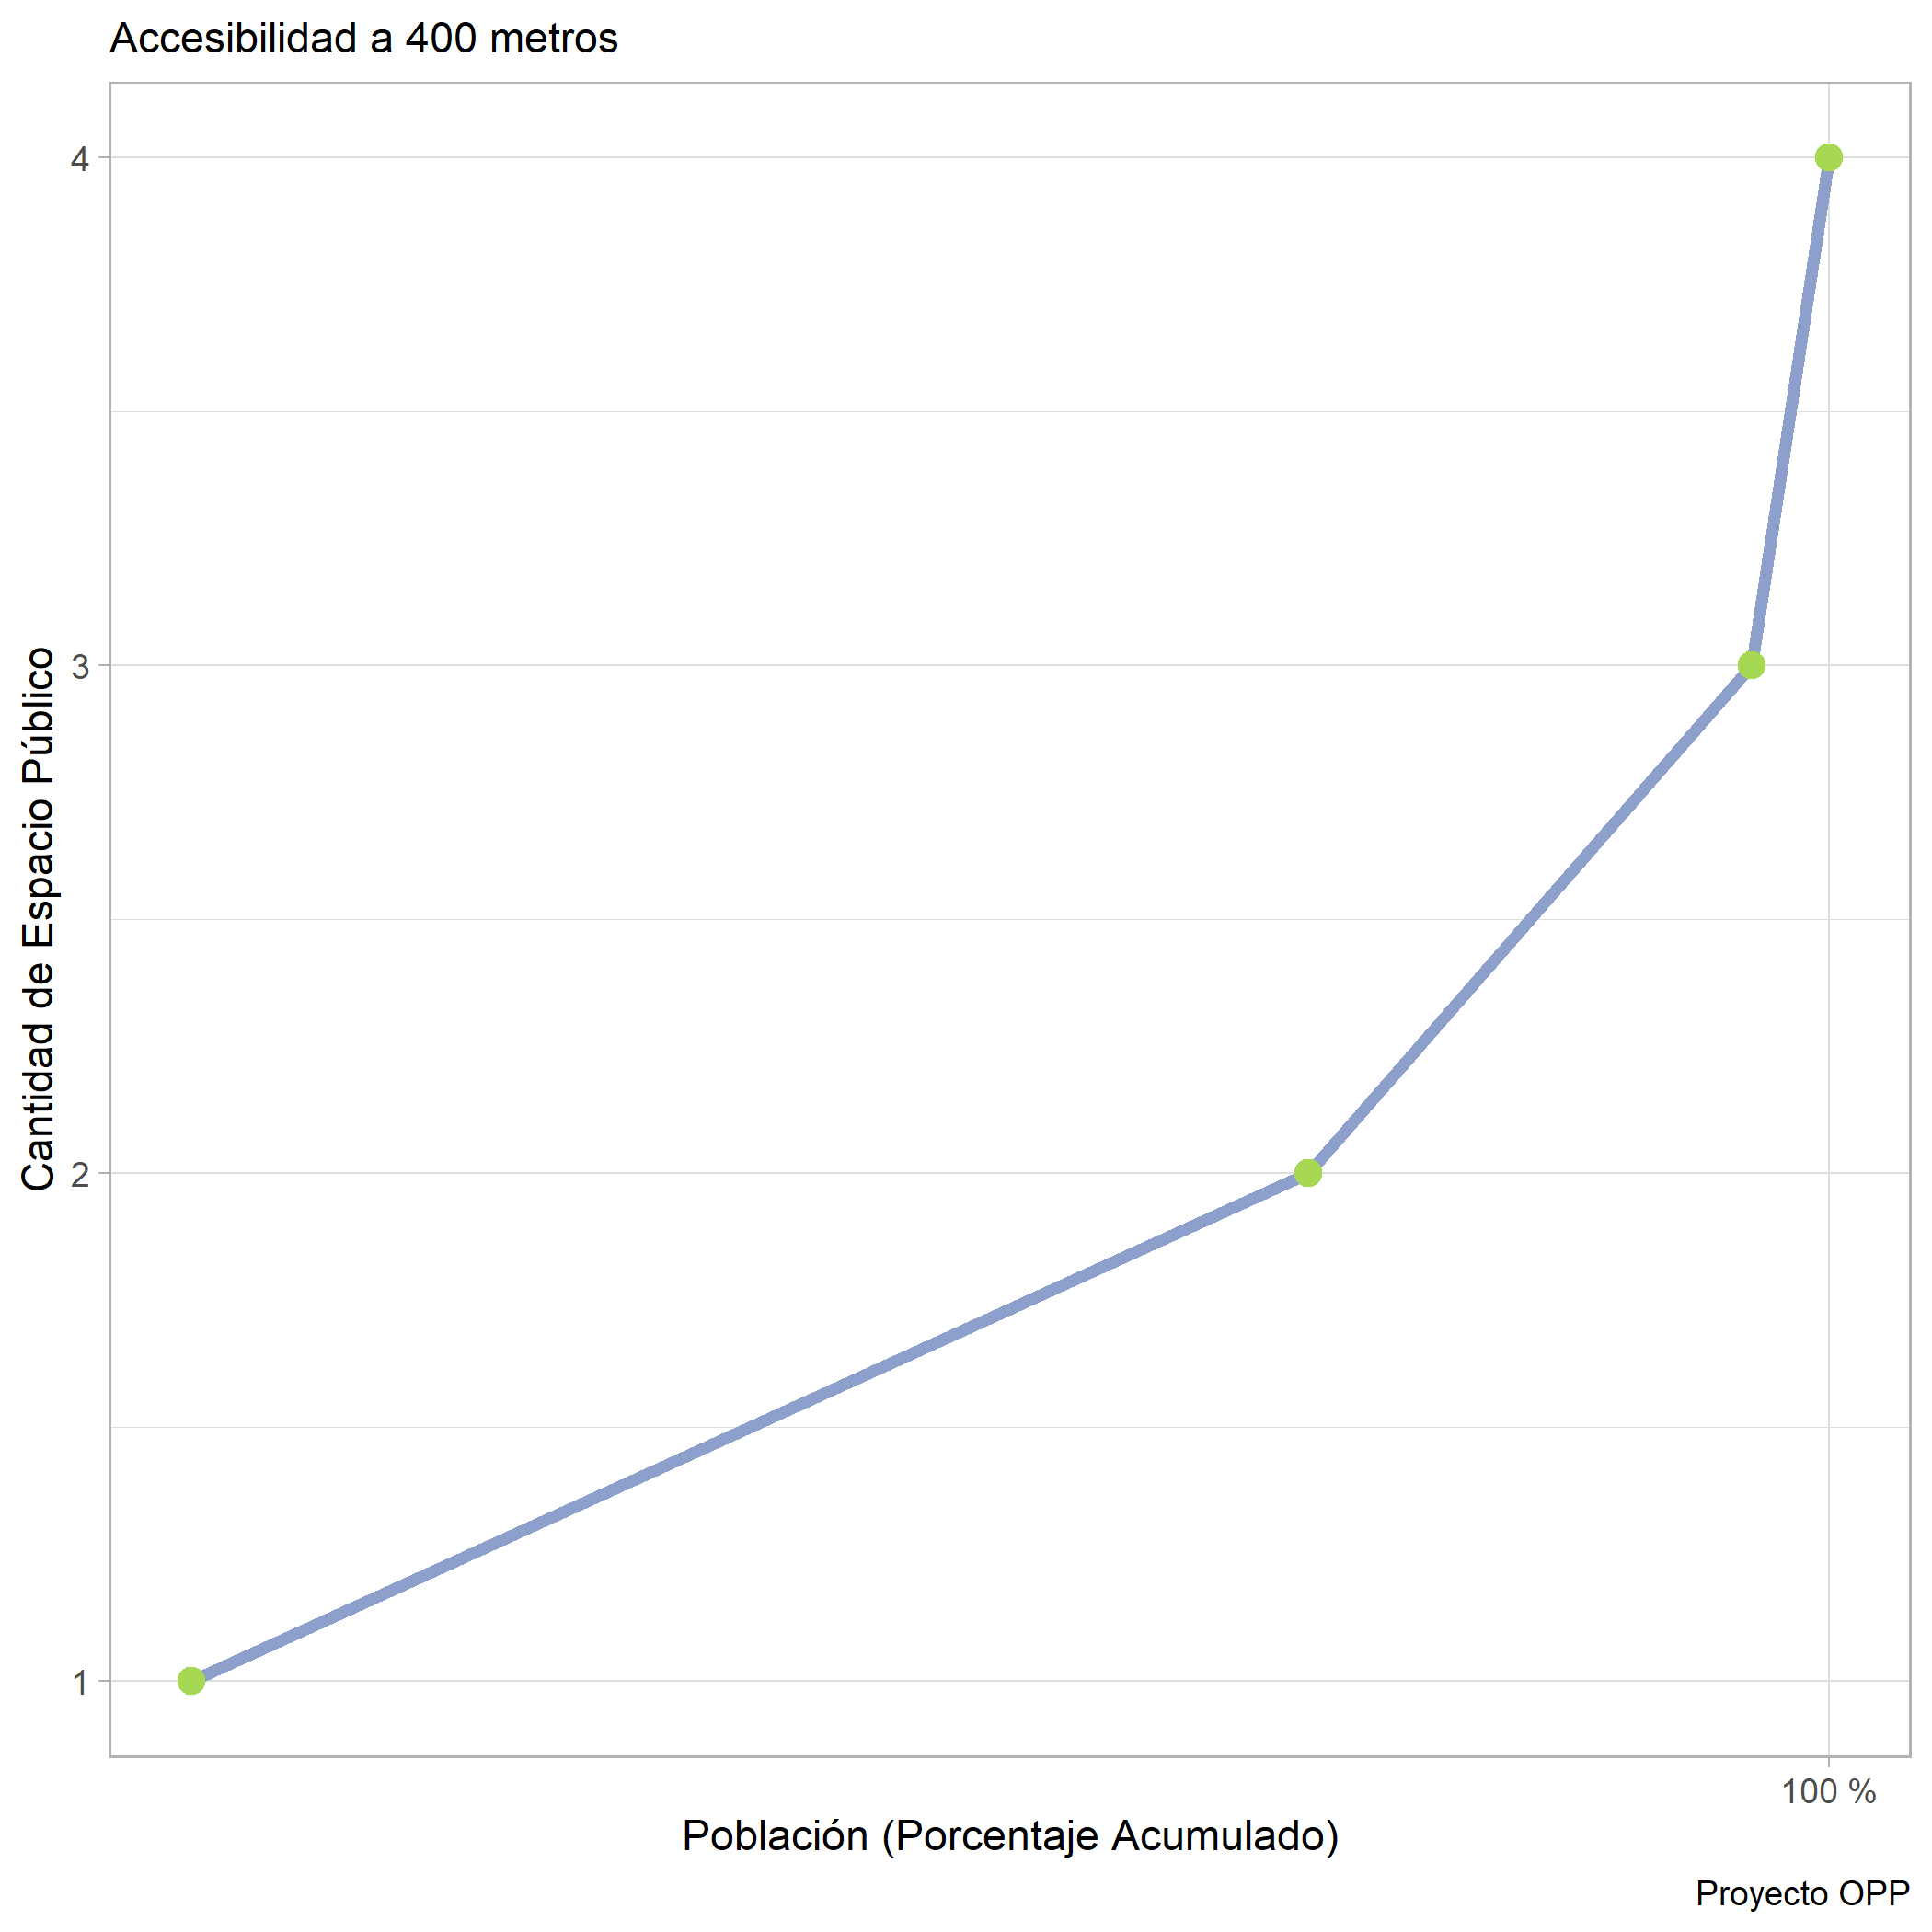 Accesibilidad a 400 metros
Cantidad de Espacio Público
4
3
2
1
100 %
Población (Porcentaje Acumulado)
Proyecto OPP